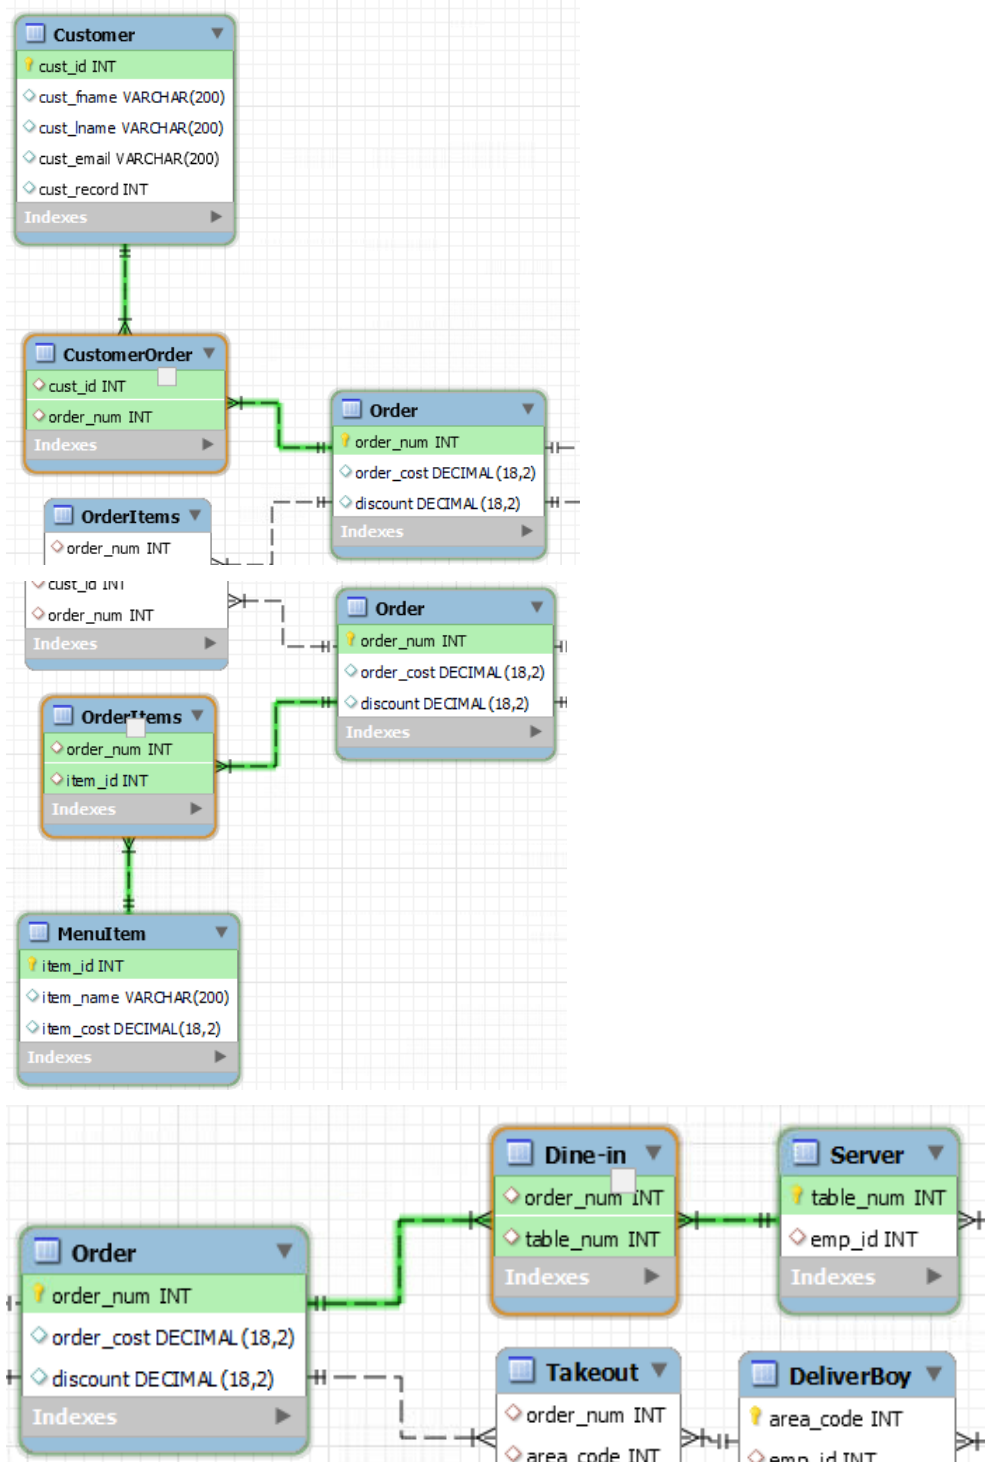 Customer
cust_id INT
cust_fname VARCHAR(200)
cust_lname VARCHAR(200)
cust_email VARCHAR(200)
cust_record INT
Indexes
CustomerOrder
cust_id INT
order_num INT
Indexes
Order
order_num INT
order_cost DECIMAL(18,2)
discount DECIMAL(18,2)
Indexes
OrderItems
order_num INT
cust_id INT
order_num INT
Indexes
Order
order_num INT
order_cost DECIMAL(18,2)
discount DECIMAL(18,2)
Indexes
OrderItems
order_num INT
item_id INT
Indexes
MenuItem
item_id INT
item_name VARCHAR(200)
item_cost DECIMAL(18,2)
Indexes
Order
order_num INT
order_cost DECIMAL(18,2)
discount DECIMAL(18,2)
Indexes
Dine-in
order_num INT
table_num INT
Indexes
Server
table_num INT
emp_id INT
Indexes
Takeout
order_num INT
area_code INT
DeliverBoy
area_code INT
emp_id INT